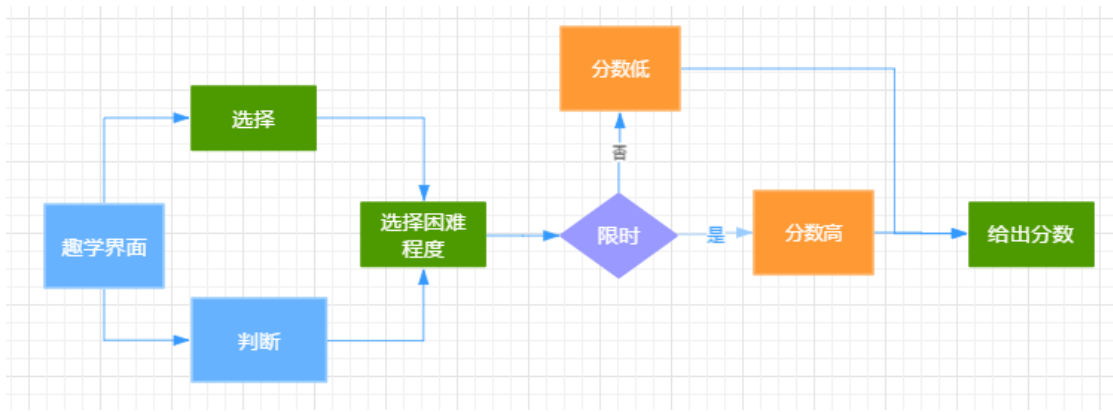 分数低
选择
否
趣学界面
选择困难
程度
限时
是
分数高
给出分数
判断